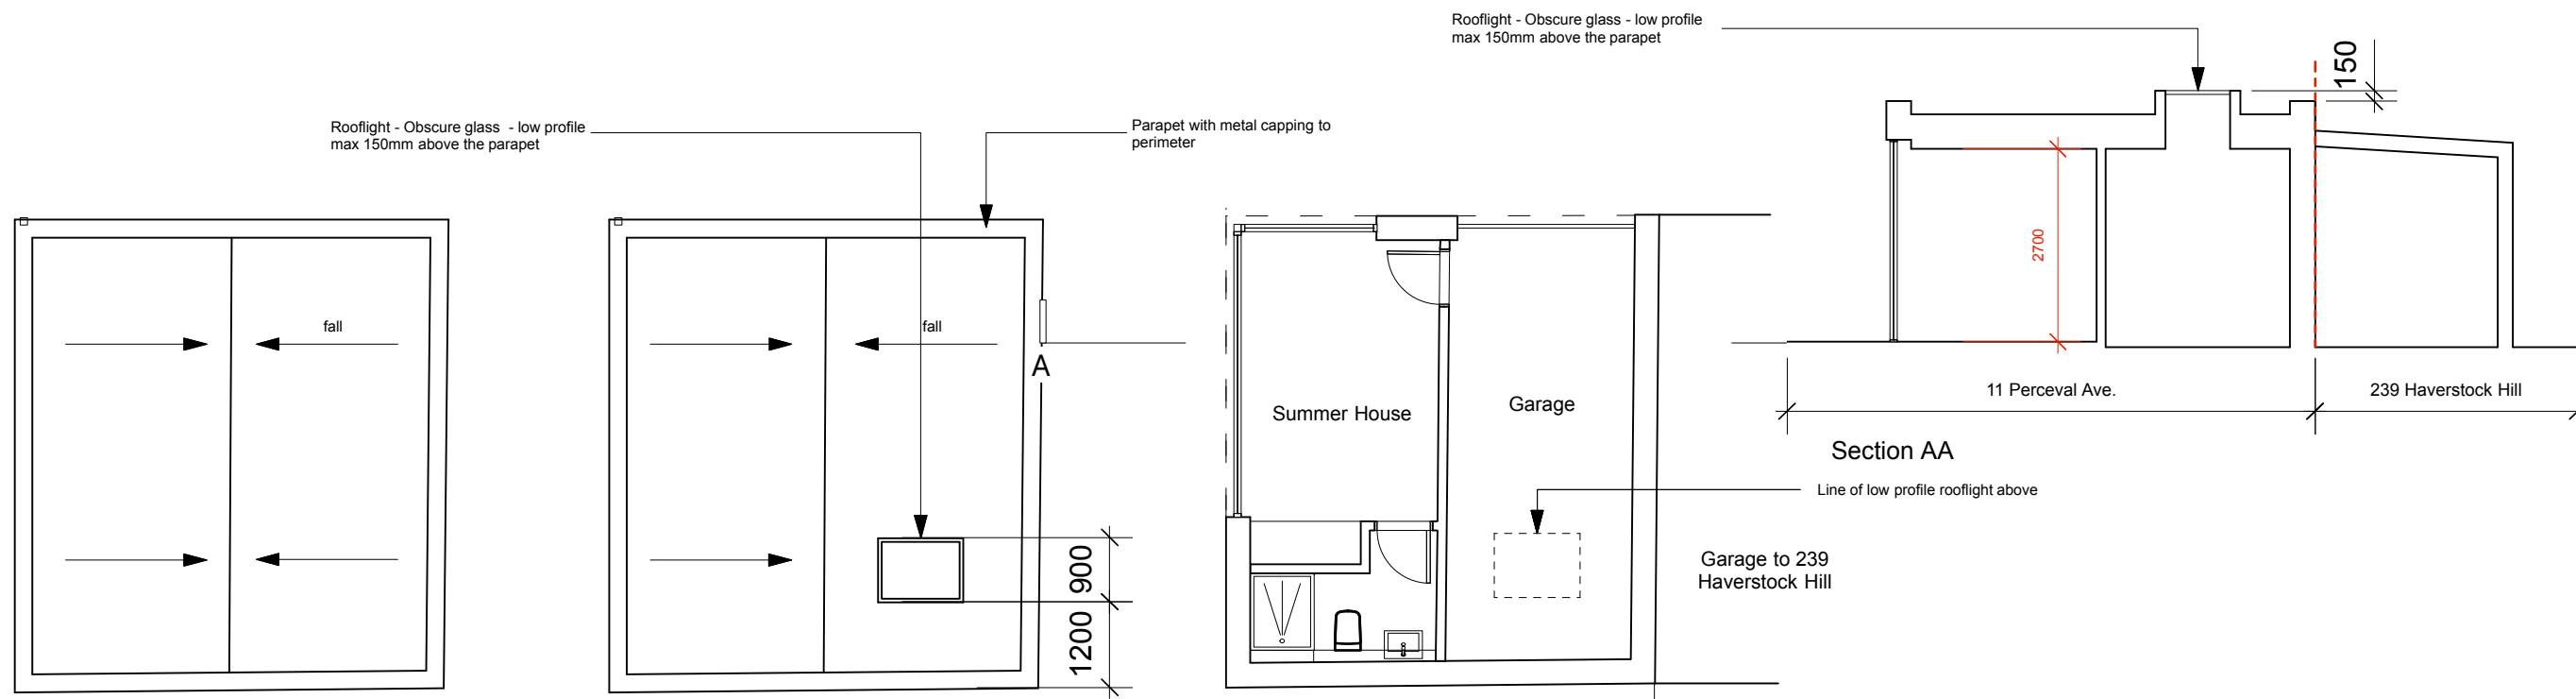 Rooflight - Obscure glass - low profile
max 150mm above the parapet
150
Rooflight - Obscure glass - low profile
max 150mm above the parapet
Parapet with metal capping to
perimeter
2700
fall
fall
A
Summer House
Garage
11 Perceval Ave.
239 Haverstock Hill
Section AA
Line of low profile rooflight above
900
Garage to 239
Haverstock Hill
1200